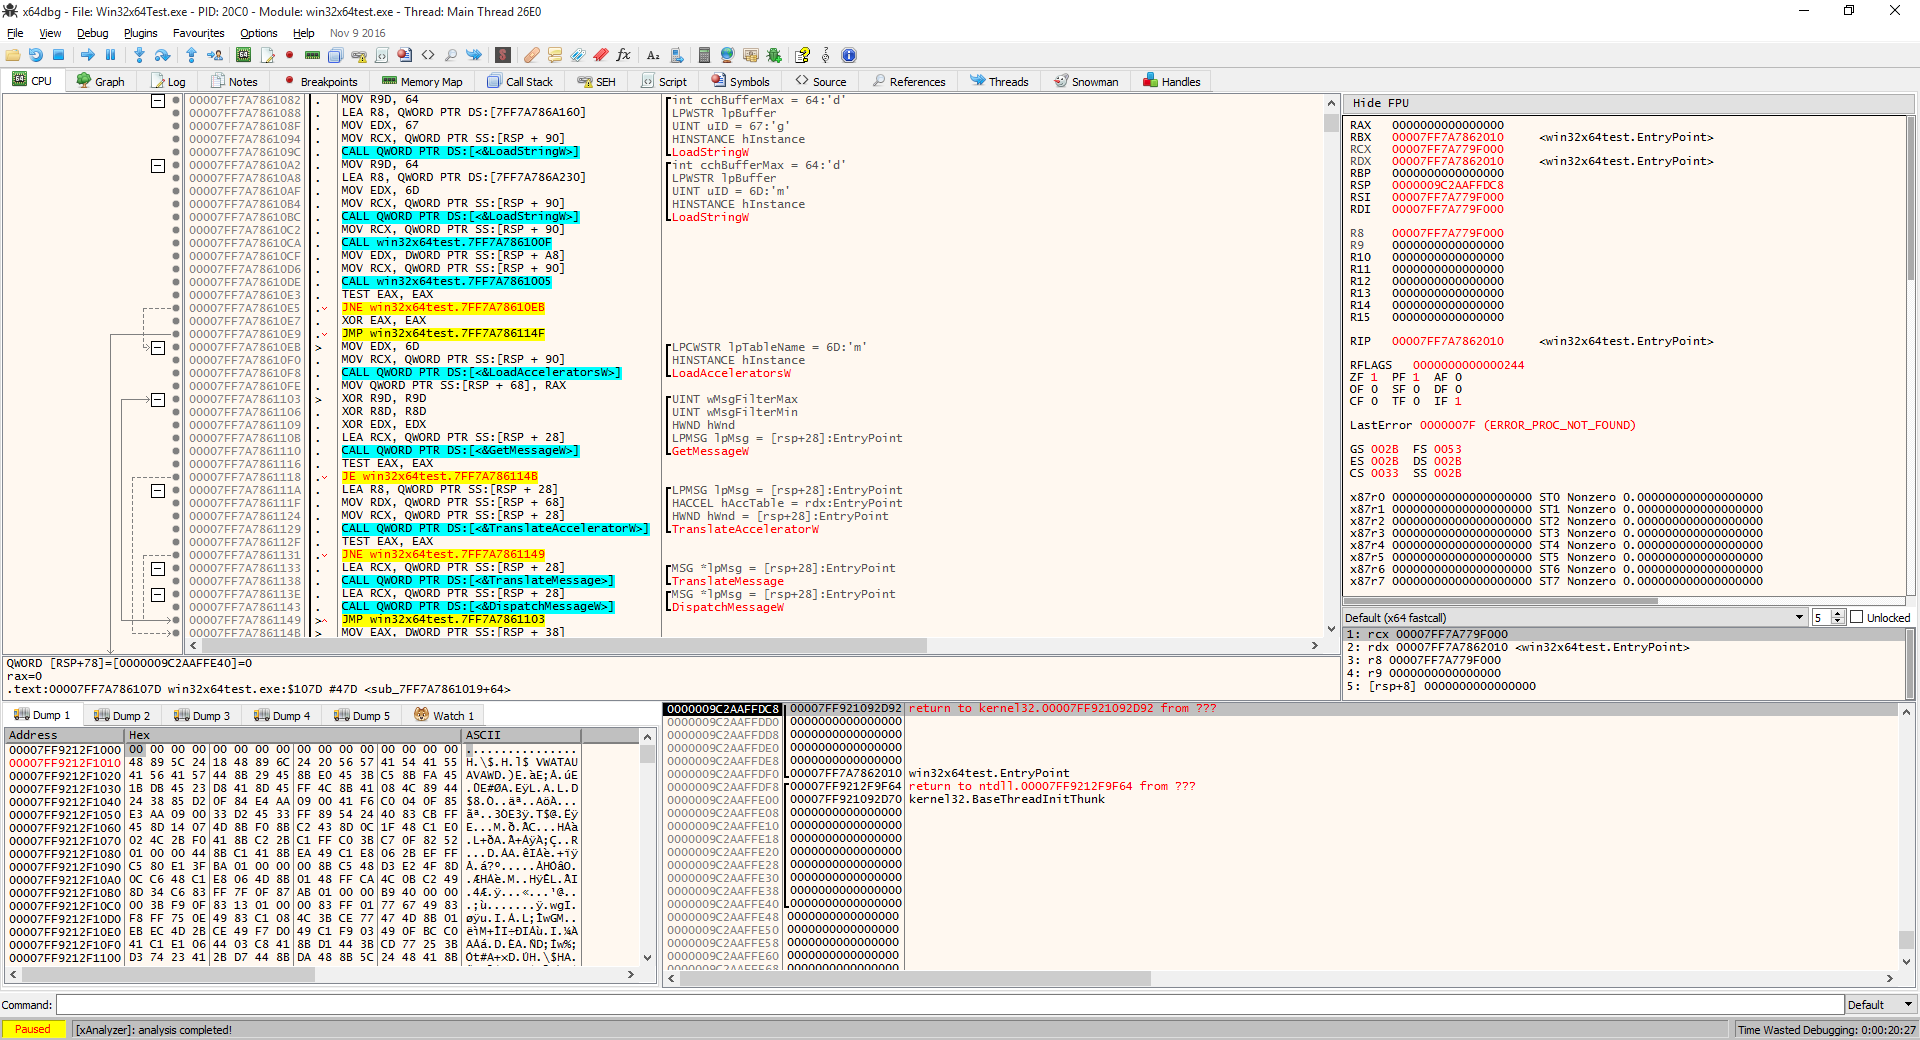 x64dbg - File: Win32x64Test.exe - PID: 20C0 - Module: win32x64test.exe - Thread: Main Thread 26E0
File View Debug Plugins Favourites Options Help Nov 9 2016
CPU Graph Log Notes Breakpoints Memory Map Call Stack SEH Script Symbols Source References Threads Snowman Handles
00007FF7A7861082 . MOV R9D, 64 int cchBufferMax = 64:'d'
00007FF7A7861088 . LEA R8, QWORD PTR DS:[7FF7A786A160] LPWSTR lpBuffer
00007FF7A786108F . MOV EDX, 67 UINT uID = 67:'g'
00007FF7A7861094 . MOV RCX, QWORD PTR SS:[RSP + 90] HINSTANCE hInstance
00007FF7A786109C . CALL QWORD PTR DS:[<&LoadStringW>] LoadStringW
00007FF7A78610A2 . MOV R9D, 64 int cchBufferMax = 64:'d'
00007FF7A78610A8 . LEA R8, QWORD PTR DS:[7FF7A786A230] LPWSTR lpBuffer
00007FF7A78610AF . MOV EDX, 6D UINT uID = 6D:'m'
00007FF7A78610B4 . MOV RCX, QWORD PTR SS:[RSP + 90] HINSTANCE hInstance
00007FF7A78610BC . CALL QWORD PTR DS:[<&LoadStringW>] LoadStringW
00007FF7A78610C2 . MOV RCX, QWORD PTR SS:[RSP + 90]
00007FF7A78610CA . CALL win32x64test.7FF7A786100F
00007FF7A78610CF . MOV EDX, DWORD PTR SS:[RSP + A8]
00007FF7A78610D6 . MOV RCX, QWORD PTR SS:[RSP + 90]
00007FF7A78610DE . CALL win32x64test.7FF7A7861005
00007FF7A78610E3 . TEST EAX, EAX
00007FF7A78610E5 . JNE win32x64test.7FF7A78610EB
00007FF7A78610E7 . XOR EAX, EAX
00007FF7A78610E9 . JMP win32x64test.7FF7A786114F
00007FF7A78610EB > MOV EDX, 6D LPCWSTR lpTableName = 6D:'m'
00007FF7A78610F0 . MOV RCX, QWORD PTR SS:[RSP + 90] HINSTANCE hInstance
00007FF7A78610F8 . CALL QWORD PTR DS:[<&LoadAcceleratorsW>] LoadAcceleratorsW
00007FF7A78610FE . MOV QWORD PTR SS:[RSP + 68], RAX
00007FF7A7861103 > XOR R9D, R9D UINT wMsgFilterMax
00007FF7A7861106 . XOR R8D, R8D UINT wMsgFilterMin
00007FF7A7861109 . XOR EDX, EDX HWND hWnd
00007FF7A786110B . LEA RCX, QWORD PTR SS:[RSP + 28] LPMSG lpMsg = [rsp+28]:EntryPoint
00007FF7A7861110 . CALL QWORD PTR DS:[<&GetMessageW>] GetMessageW
00007FF7A7861116 . TEST EAX, EAX
00007FF7A7861118 . JE win32x64test.7FF7A786114B
00007FF7A786111A . LEA R8, QWORD PTR SS:[RSP + 28] LPMSG lpMsg = [rsp+28]:EntryPoint
00007FF7A786111F . MOV RDX, QWORD PTR SS:[RSP + 68] HACCEL hAccTable = rdx:EntryPoint
00007FF7A7861124 . MOV RCX, QWORD PTR SS:[RSP + 28] HWND hWnd = [rsp+28]:EntryPoint
00007FF7A7861129 . CALL QWORD PTR DS:[<&TranslateAcceleratorW>] TranslateAcceleratorW
00007FF7A786112F . TEST EAX, EAX
00007FF7A7861131 . JNE win32x64test.7FF7A7861149
00007FF7A7861133 . LEA RCX, QWORD PTR SS:[RSP + 28] MSG *lpMsg = [rsp+28]:EntryPoint
00007FF7A7861138 . CALL QWORD PTR DS:[<&TranslateMessage>] TranslateMessage
00007FF7A786113E . LEA RCX, QWORD PTR SS:[RSP + 28] MSG *lpMsg = [rsp+28]:EntryPoint
00007FF7A7861143 . CALL QWORD PTR DS:[<&DispatchMessageW>] DispatchMessageW
00007FF7A7861149 > JMP win32x64test.7FF7A7861103
00007FF7A786114B > MOV EAX, DWORD PTR SS:[RSP + 38]
Hide FPU
RAX 0000000000000000
RBX 00007FF7A7862010 <win32x64test.EntryPoint>
RCX 00007FF7A779F000
RDX 00007FF7A7862010 <win32x64test.EntryPoint>
RBP 0000000000000000
RSP 0000009C2AAFFDC8
RSI 00007FF7A779F000
RDI 00007FF7A779F000
R8 00007FF7A779F000
R9 0000000000000000
R10 0000000000000000
R11 0000000000000000
R12 0000000000000000
R13 0000000000000000
R14 0000000000000000
R15 0000000000000000
RIP 00007FF7A7862010 <win32x64test.EntryPoint>
RFLAGS 0000000000000244
ZF 1 PF 1 AF 0
OF 0 SF 0 DF 0
CF 0 TF 0 IF 1
LastError 0000007F (ERROR_PROC_NOT_FOUND)
GS 002B FS 0053
ES 002B DS 002B
CS 0033 SS 002B
x87r0 00000000000000000000 ST0 Nonzero 0.000000000000000000
x87r1 00000000000000000000 ST1 Nonzero 0.000000000000000000
x87r2 00000000000000000000 ST2 Nonzero 0.000000000000000000
x87r3 00000000000000000000 ST3 Nonzero 0.000000000000000000
x87r4 00000000000000000000 ST4 Nonzero 0.000000000000000000
x87r5 00000000000000000000 ST5 Nonzero 0.000000000000000000
x87r6 00000000000000000000 ST6 Nonzero 0.000000000000000000
x87r7 00000000000000000000 ST7 Nonzero 0.000000000000000000
Default (x64 fastcall) 5 Unlocked
1: rcx 00007FF7A779F000
2: rdx 00007FF7A7862010 <win32x64test.EntryPoint>
3: r8 00007FF7A779F000
4: r9 0000000000000000
5: [rsp+8] 0000000000000000
QWORD [RSP+78]=[0000009C2AAFFE40]=0
rax=0
.text:00007FF7A786107D win32x64test.exe:$107D #47D <sub_7FF7A7861019+64>
Dump 1 Dump 2 Dump 3 Dump 4 Dump 5 Watch 1
Address Hex ASCII
00007FF9212F1000 00 00 00 00 00 00 00 00 00 00 00 00 00 00 00 00 ................
00007FF9212F1010 48 89 5C 24 18 48 89 6C 24 20 56 57 41 54 41 55
00007FF9212F1020 41 56 41 57 44 8B 29 45 8B E0 45 3B C5 8B FA 45
00007FF9212F1030 1B DB 45 23 D8 41 8D 45 FF 4C 8B 41 08 4C 89 44
00007FF9212F1040 24 38 85 D2 0F 84 E4 AA 09 00 41 F6 C0 04 0F 85
00007FF9212F1050 E3 AA 09 00 33 D2 45 33 FF 89 54 24 40 83 CB FF
00007FF9212F1060 45 8D 14 07 4D 8B F0 8B C2 43 8D 0C 1F 48 C1 E0
00007FF9212F1070 02 4C 2B F0 41 8B C2 2B C1 FF C0 3B C7 0F 82 52
00007FF9212F1080 01 00 00 44 8B C1 41 8B EA 49 C1 E8 06 2B EF FF
00007FF9212F1090 C5 80 E1 3F BA 01 00 00 00 8B C5 48 D3 E2 4F 8D
00007FF9212F10A0 0C C6 48 C1 E8 06 4D 8B 01 48 FF CA 4C 0B C2 49
00007FF9212F10B0 8D 34 C6 83 FF 7F 0F 87 AB 01 00 00 B9 40 00 00
00007FF9212F10C0 00 3B F9 0F 83 13 01 00 00 83 FF 01 77 67 49 83
00007FF9212F10D0 F8 FF 75 0E 49 83 C1 08 4C 3B CE 77 47 4D 8B 01
00007FF9212F10E0 EB EC 4D 2B CE 49 F7 D0 49 C1 F9 03 49 0F BC C0
00007FF9212F10F0 41 C1 E1 06 44 03 C8 41 8B D1 44 3B CD 77 25 3B
00007FF9212F1100 D3 74 23 41 2B D7 44 8B DA 48 8B 5C 24 48 41 8B
0000009C2AAFFDC8 00007FF921092D92 return to kernel32.00007FF921092D92 from ???
0000009C2AAFFDD0 0000000000000000
0000009C2AAFFDD8 0000000000000000
0000009C2AAFFDE0 0000000000000000
0000009C2AAFFDE8 0000000000000000
0000009C2AAFFDF0 00007FF7A7862010 win32x64test.EntryPoint
0000009C2AAFFDF8 00007FF9212F9F64 return to ntdll.00007FF9212F9F64 from ???
0000009C2AAFFE00 00007FF921092D70 kernel32.BaseThreadInitThunk
0000009C2AAFFE08 0000000000000000
0000009C2AAFFE10 0000000000000000
0000009C2AAFFE18 0000000000000000
0000009C2AAFFE20 0000000000000000
0000009C2AAFFE28 0000000000000000
0000009C2AAFFE30 0000000000000000
0000009C2AAFFE38 0000000000000000
0000009C2AAFFE40 0000000000000000
0000009C2AAFFE48 0000000000000000
0000009C2AAFFE50 0000000000000000
0000009C2AAFFE58 0000000000000000
0000009C2AAFFE60 0000000000000000
0000009C2AAFFE68 0000000000000000
Command: Default
Paused [xAnalyzer]: analysis completed! Time Wasted Debugging: 0:00:20:27